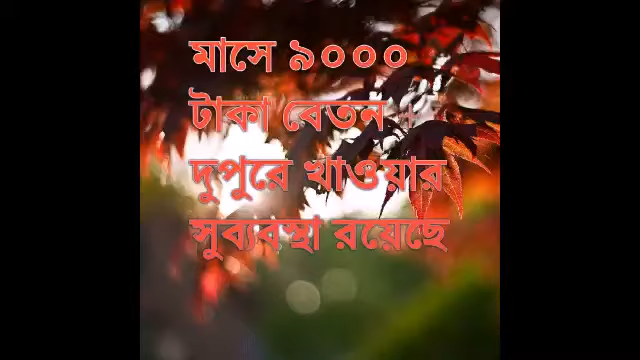 মাসে ৯০০০
টাকা বেতন +
দুপুরে খাওয়ার
সুব্যবস্থা রয়েছে